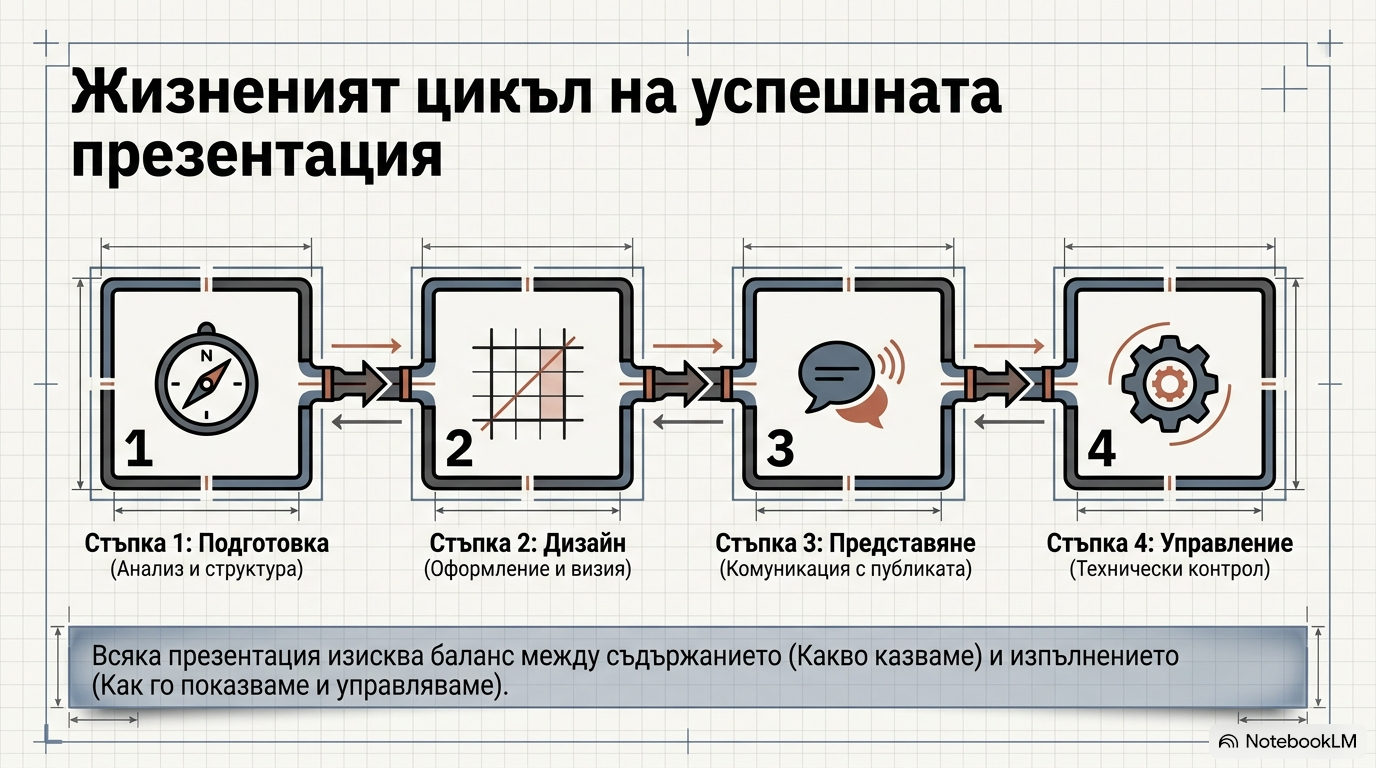 Жизненият цикъл на успешната
презентация
N
1
2
3
4
Стъпка 1: Подготовка
(Анализ и структура)
Стъпка 2: Дизайн
(Оформление и визия)
Стъпка 3: Представяне
(Комуникация с публиката)
Стъпка 4: Управление
(Технически контрол)
Всяка презентация изисква баланс между съдържанието (Какво казваме) и изпълнението
(Как го показваме и управляваме).
NotebookLM